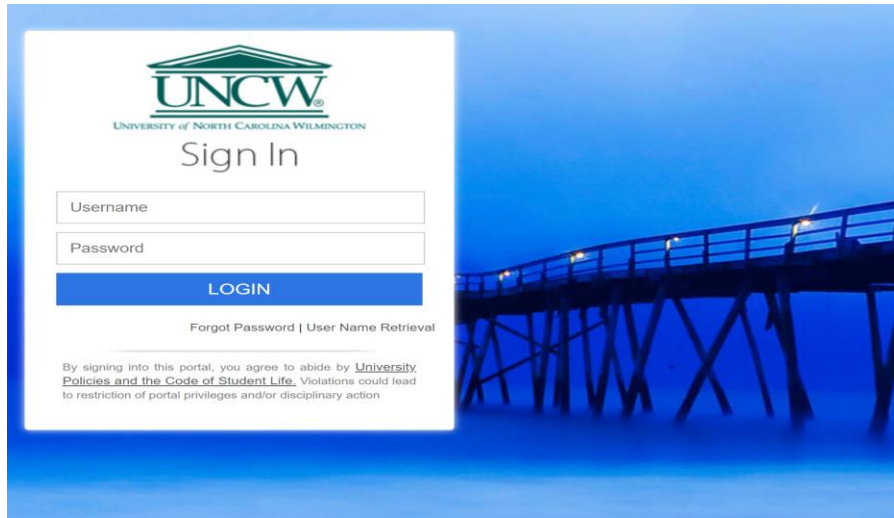 UNCW®
UNIVERSITY of NORTH CAROLINA WILMINGTON
Sign In
Username
Password
LOGIN
Forgot Password | User Name Retrieval
By signing into this portal, you agree to abide by University
Policies and the Code of Student Life. Violations could lead
to restriction of portal privileges and/or disciplinary action